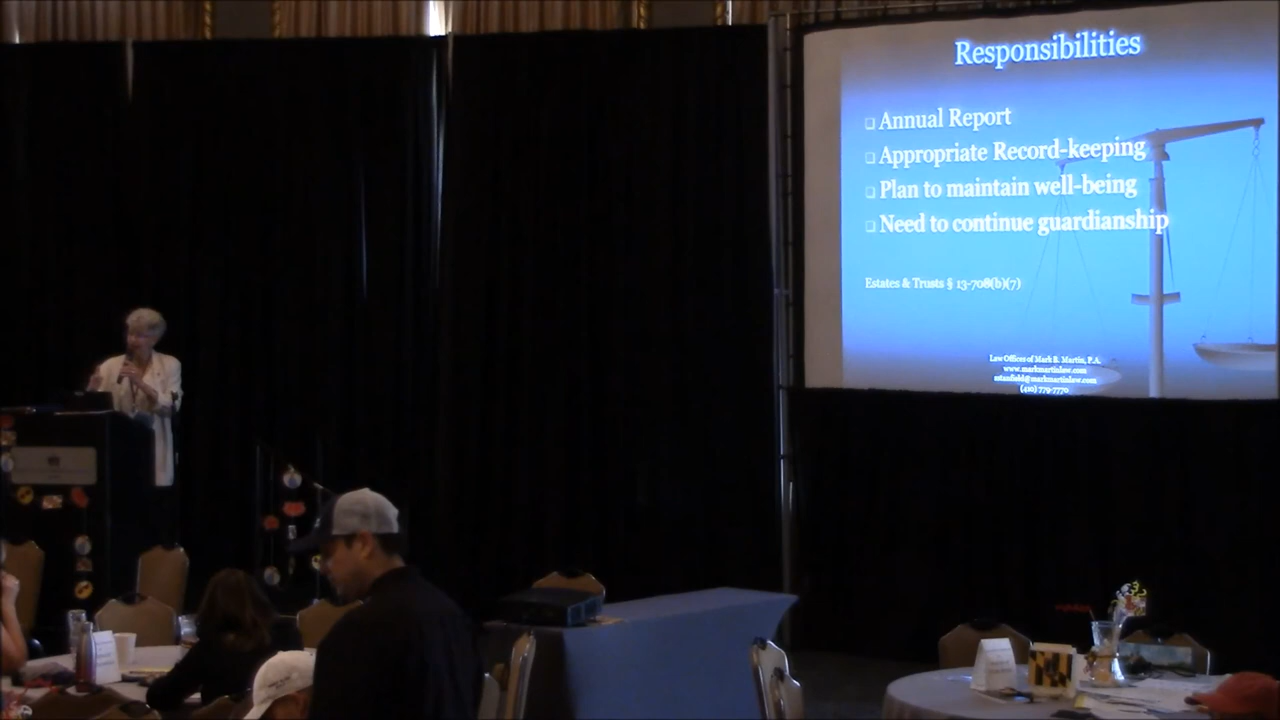 Responsibilities
❑ Annual Report
❑ Appropriate Record-keeping
❑ Plan to maintain well-being
❑ Need to continue guardianship
Estates & Trusts § 13-708(b)(7)
Law Offices of Mark B. Martin, P.A.
www.markmartinlaw.com
(410) 779-7770